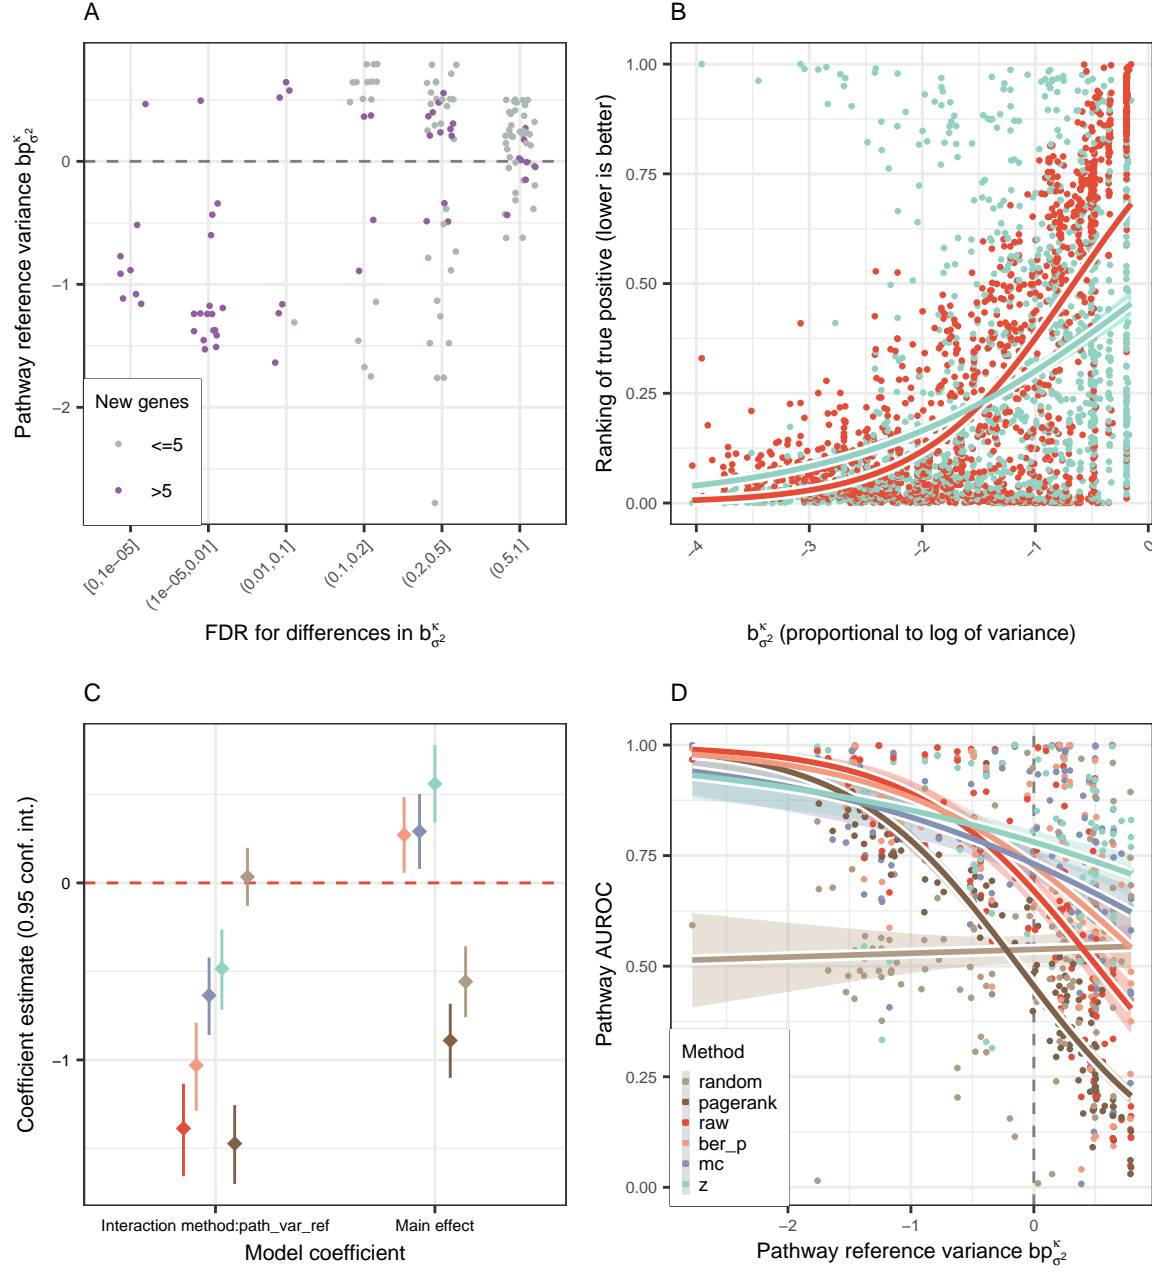 A
Pathway reference variance bp^κ_σ²
0
−1
−2
New genes
<=5
>5
[0,1e−05]
(1e−05,0.01]
(0.01,0.1]
(0.1,0.2]
(0.2,0.5]
(0.5,1]
FDR for differences in b^κ_σ²
B
Ranking of true positive (lower is better)
1.00
0.75
0.50
0.25
0.00
−4
−3
−2
−1
0
b^κ_σ² (proportional to log of variance)
C
Coefficient estimate (0.95 conf. int.)
0
−1
Interaction method:path_var_ref
Main effect
Model coefficient
D
Pathway AUROC
1.00
0.75
0.50
0.25
0.00
Method
random
pagerank
raw
ber_p
mc
z
−2
−1
0
Pathway reference variance bp^κ_σ²